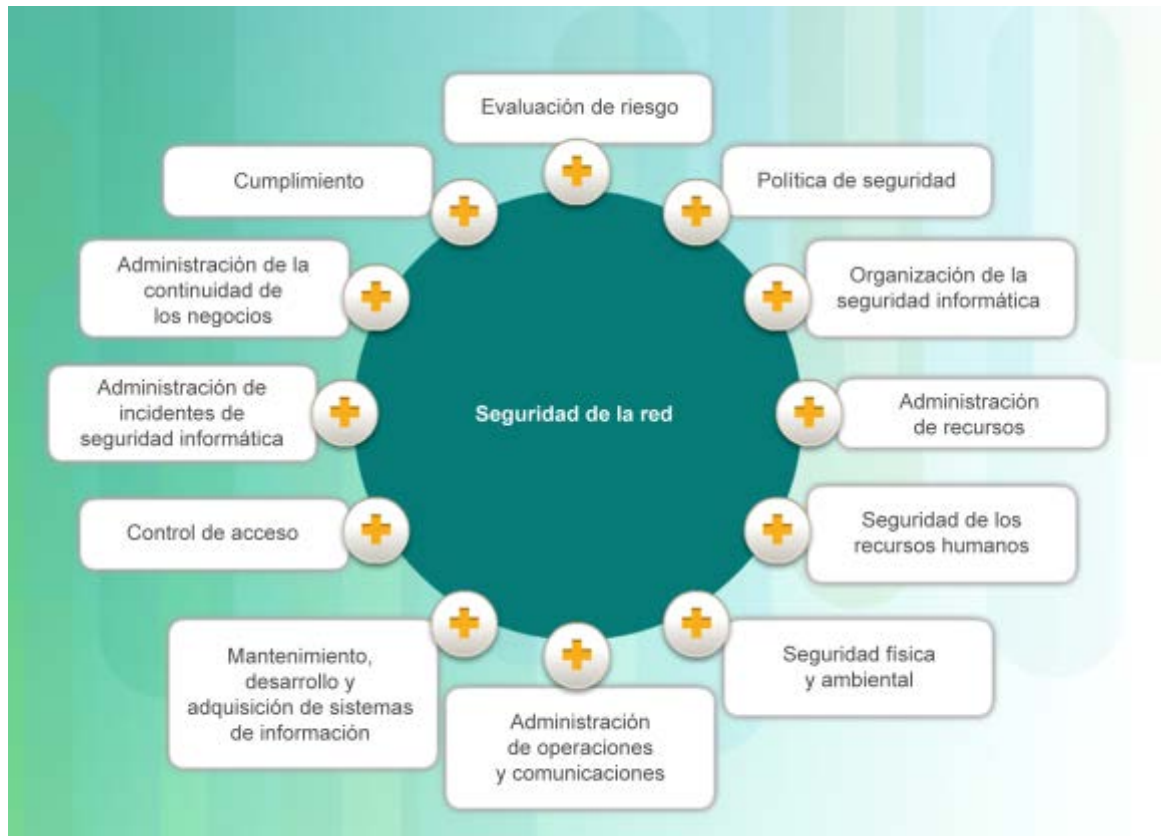 Evaluación de riesgo
Política de seguridad
Organización de la
seguridad informática
Administración
de recursos
Seguridad de los
recursos humanos
Seguridad física
y ambiental
Administración
de operaciones
y comunicaciones
Mantenimiento,
desarrollo y
adquisición de sistemas
de información
Control de acceso
Administración de
incidentes de
seguridad informática
Administración de la
continuidad de
los negocios
Cumplimiento
Seguridad de la red